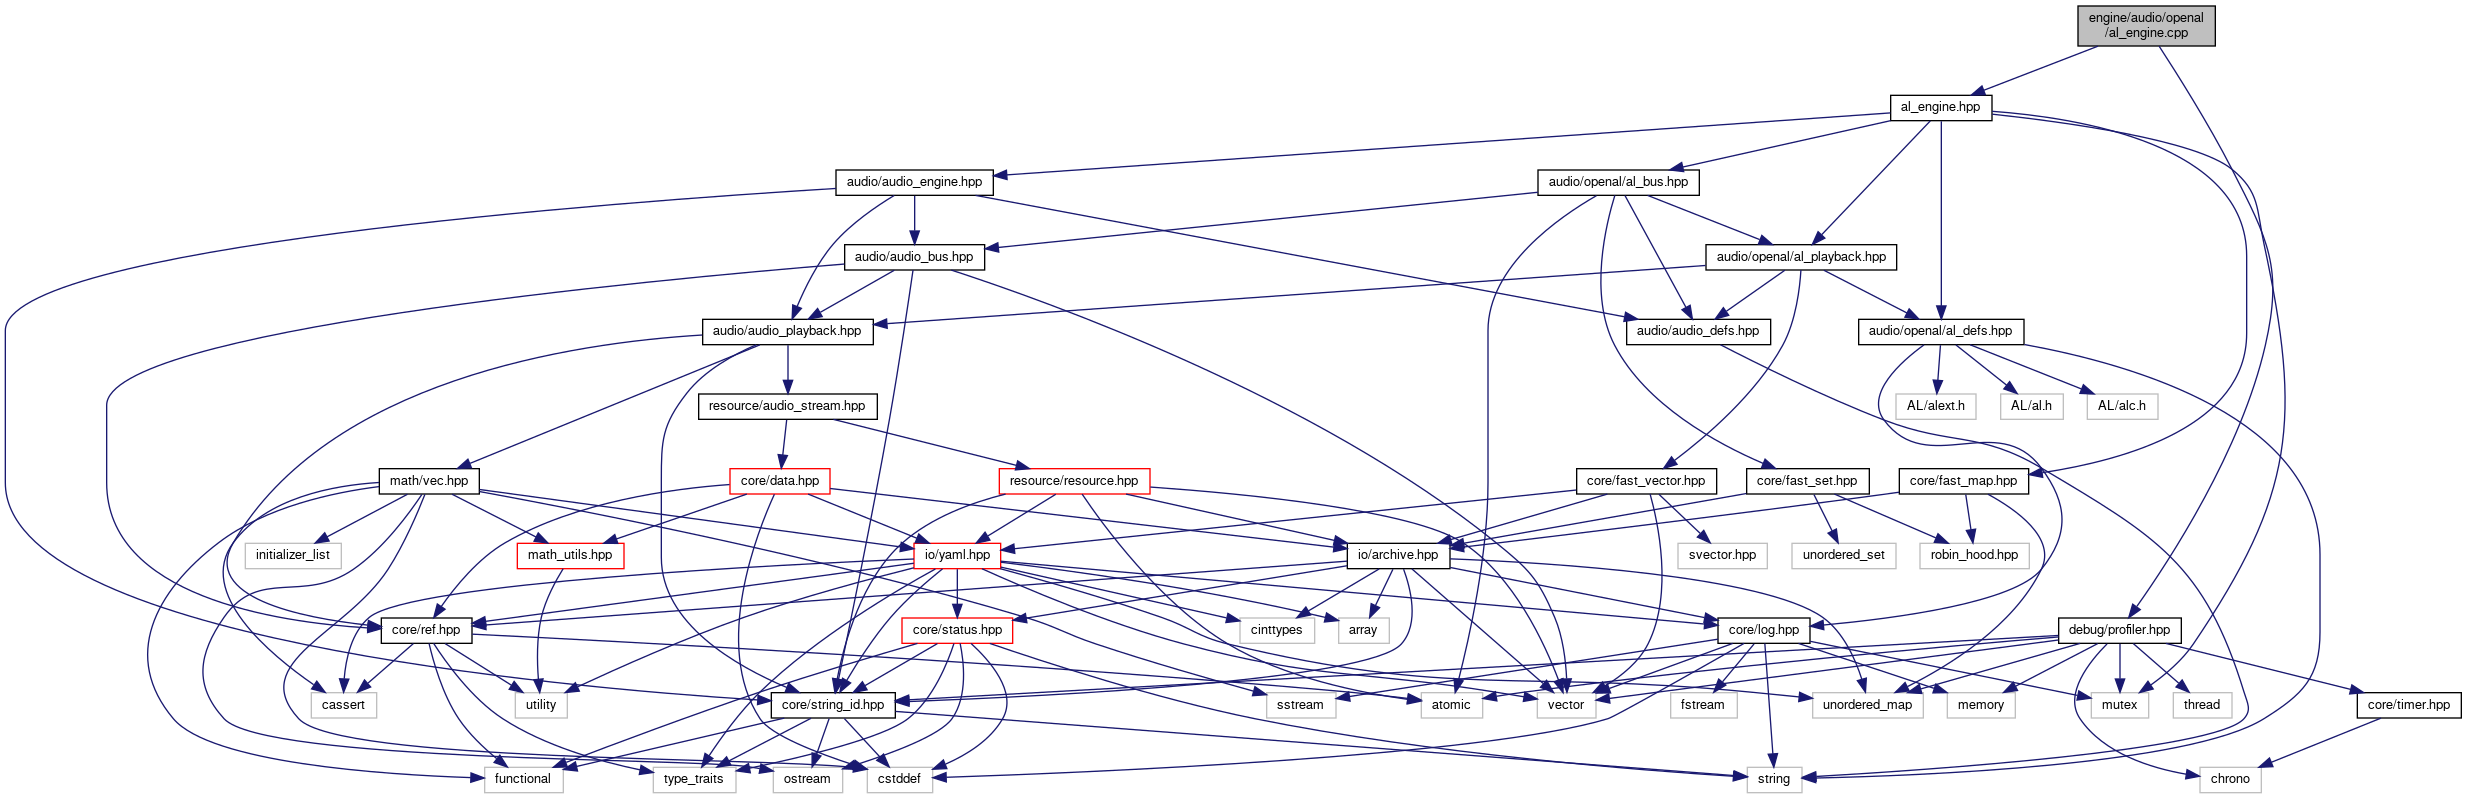 engine/audio/openal
/al_engine.cpp
al_engine.hpp
audio/audio_engine.hpp
audio/openal/al_bus.hpp
audio/audio_bus.hpp
audio/openal/al_playback.hpp
audio/audio_playback.hpp
audio/audio_defs.hpp
audio/openal/al_defs.hpp
resource/audio_stream.hpp
AL/alext.h
AL/al.h
AL/alc.h
math/vec.hpp
core/data.hpp
resource/resource.hpp
core/fast_vector.hpp
core/fast_set.hpp
core/fast_map.hpp
initializer_list
math_utils.hpp
io/yaml.hpp
io/archive.hpp
svector.hpp
unordered_set
robin_hood.hpp
core/ref.hpp
core/status.hpp
cinttypes
array
core/log.hpp
debug/profiler.hpp
cassert
utility
core/string_id.hpp
sstream
atomic
vector
fstream
unordered_map
memory
mutex
thread
core/timer.hpp
functional
type_traits
ostream
cstddef
string
chrono